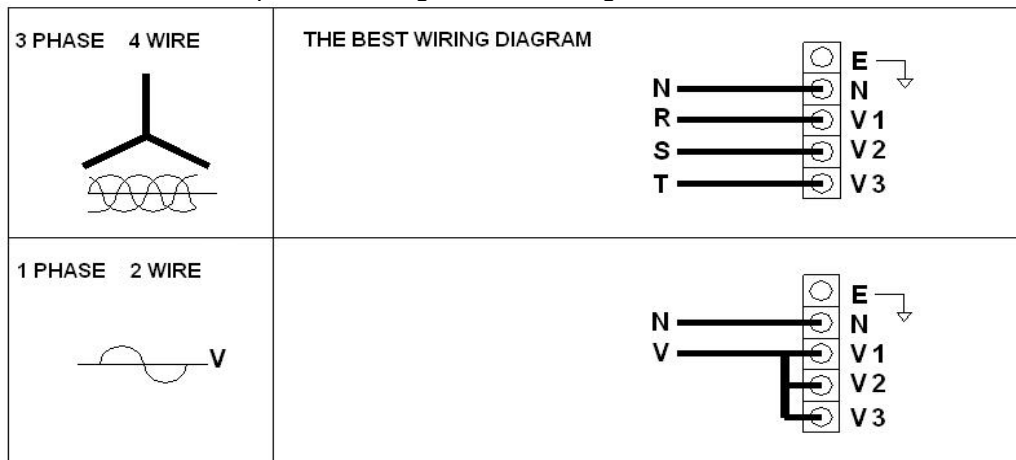 3 PHASE 4 WIRE
THE BEST WIRING DIAGRAM
E
N N
R V1
S V2
T V3
1 PHASE 2 WIRE
V
E
N N
V V1
V2
V3